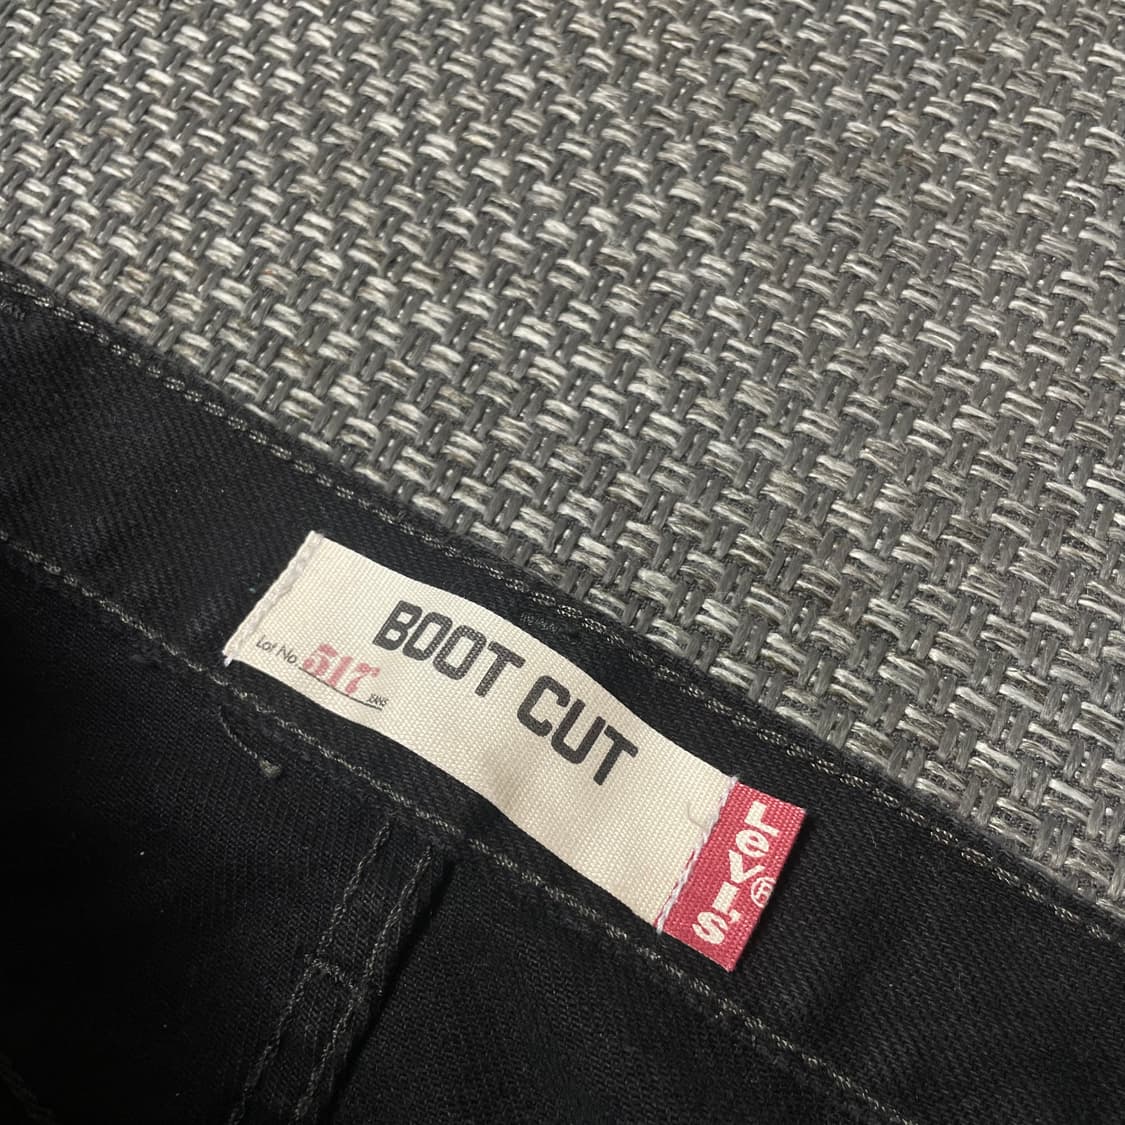 BOOT CUT
Lot No. 517 JEANS
Levi's®